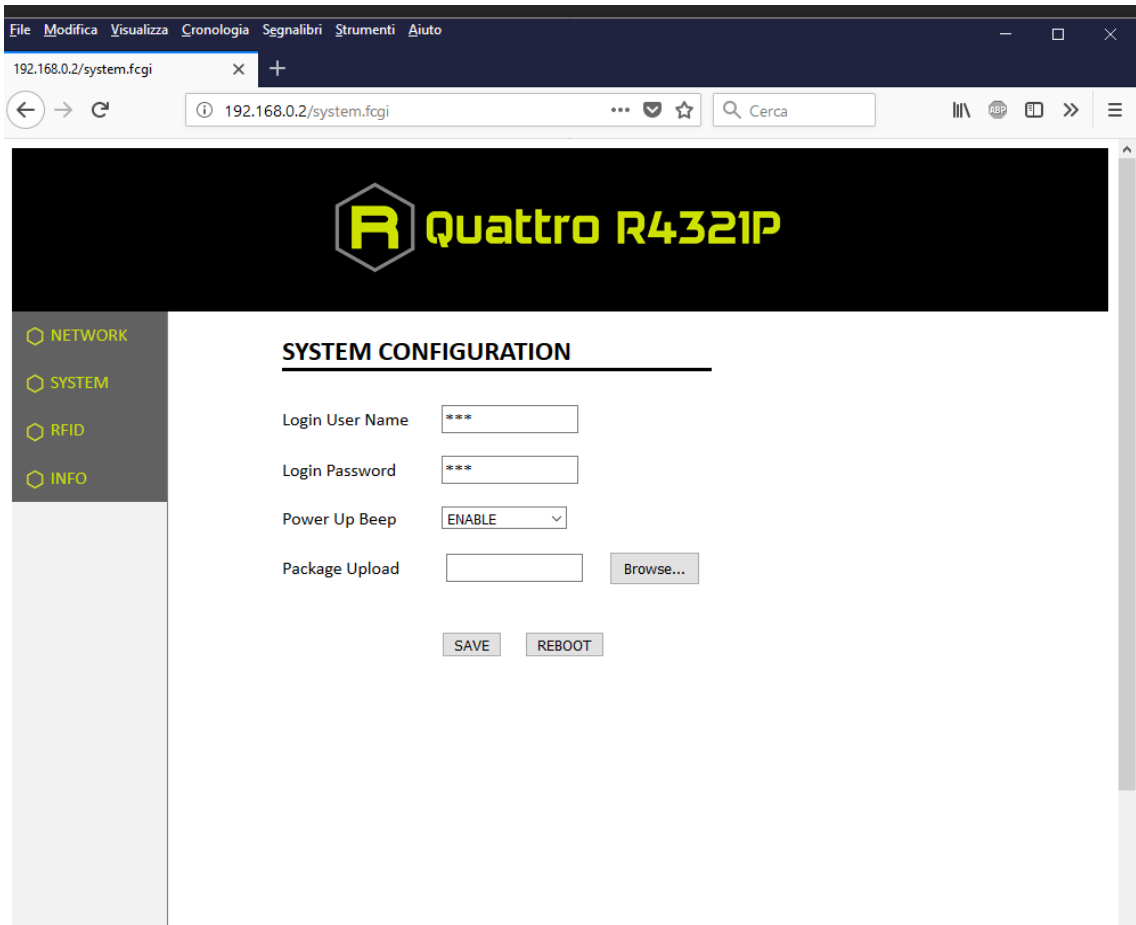 File Modifica Visualizza Cronologia Segnalibri Strumenti Aiuto
192.168.0.2/system.fcgi
192.168.0.2/system.fcgi
Cerca
ABP
R Quattro R4321P
NETWORK
SYSTEM
RFID
INFO
SYSTEM CONFIGURATION
Login User Name ***
Login Password ***
Power Up Beep ENABLE
Package Upload Browse...
SAVE REBOOT